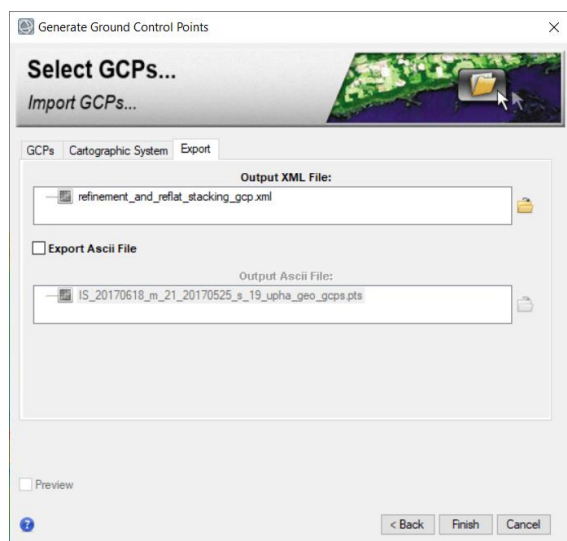 Generate Ground Control Points
Select GCPs...
Import GCPs...
GCPs Cartographic System Export
Output XML File:
refinement_and_reflat_stacking_gcp.xml
Export Ascii File
Output Ascii File:
IS_20170618_m_21_20170525_s_19_upha_geo_gcps.pts
Preview
< Back Finish Cancel